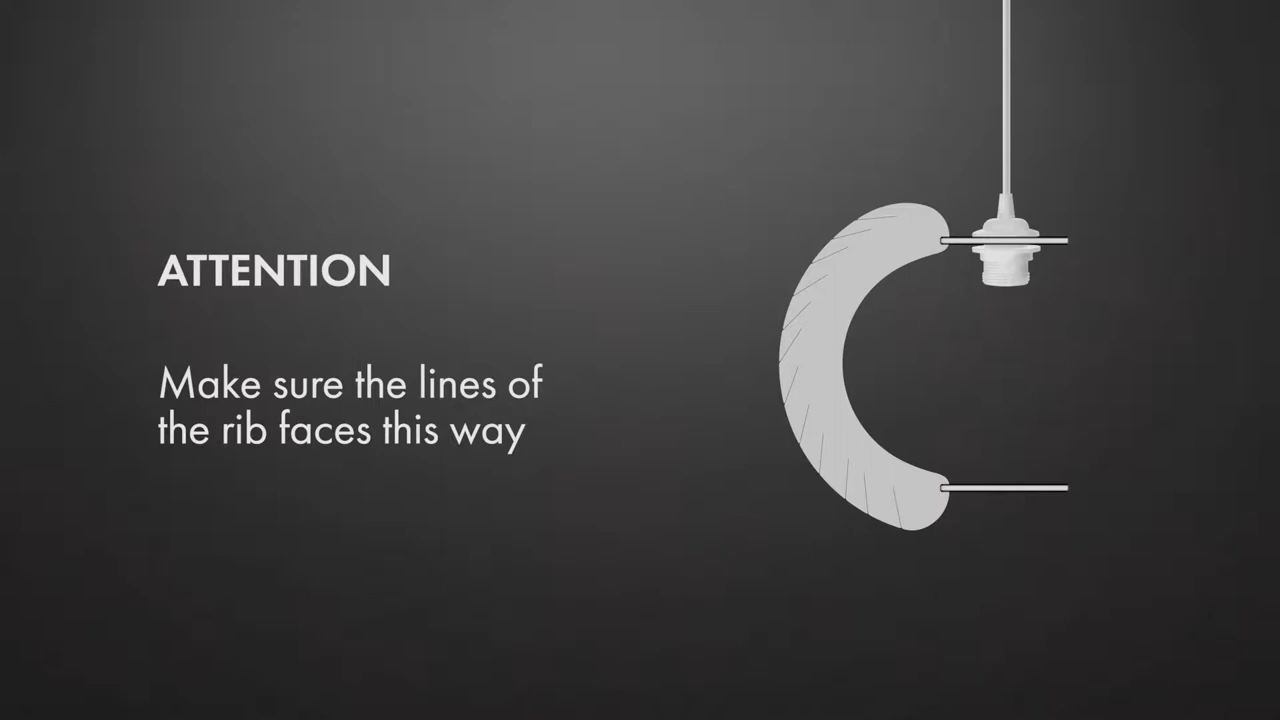 ATTENTION
Make sure the lines of
the rib faces this way